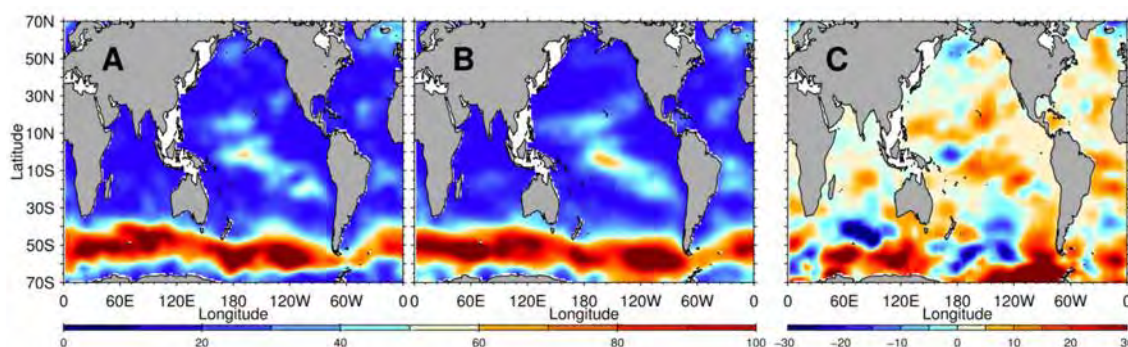 70N
50N
30N
10N
10S
30S
50S
70S
Latitude
A
B
C
0 60E 120E 180 120W 60W 0 60E 120E 180 120W 60W 0 0 60E 120E 180 120W 60W 0
Longitude Longitude Longitude
0 20 40 60 80 100 −30 −20 −10 0 10 20 30